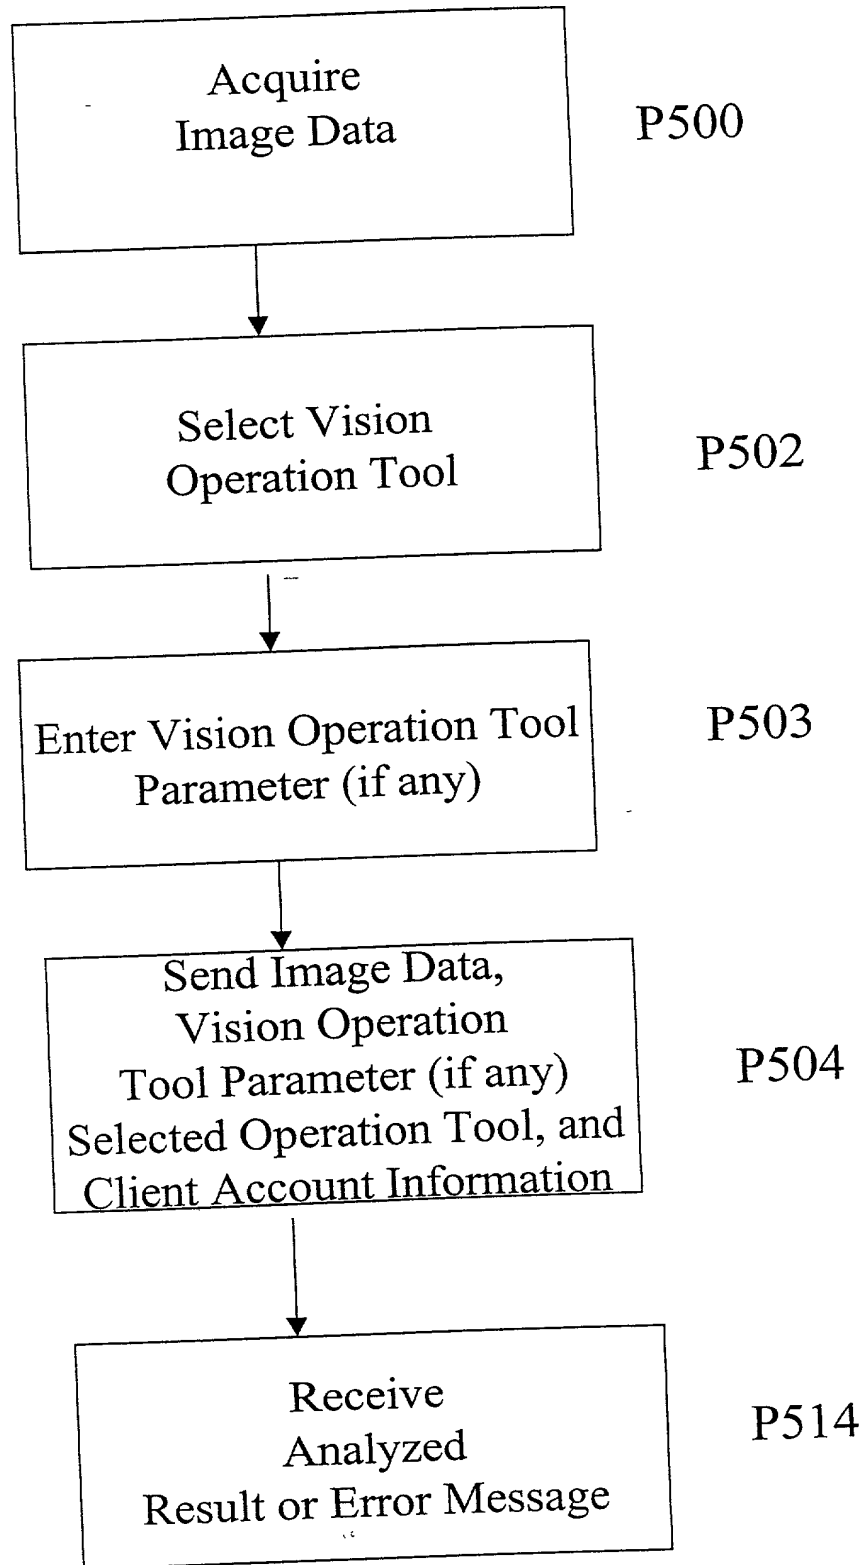 Acquire
Image Data
P500
Select Vision
Operation Tool
P502
Enter Vision Operation Tool
Parameter (if any)
P503
Send Image Data,
Vision Operation
Tool Parameter (if any)
Selected Operation Tool, and
Client Account Information
P504
Receive
Analyzed
Result or Error Message
P514